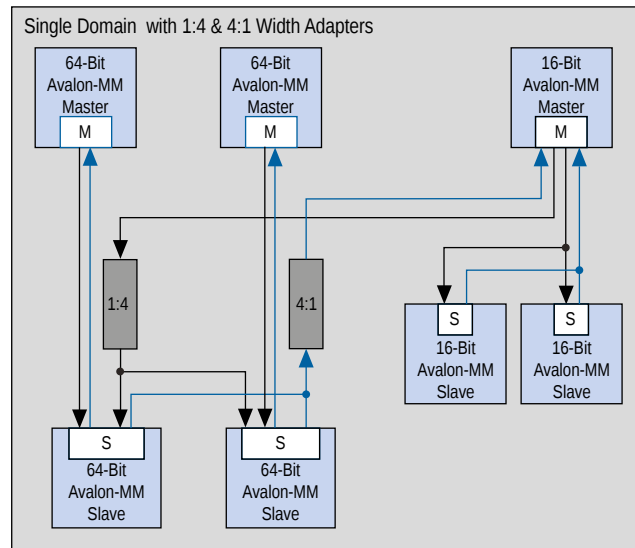 Single Domain with 1:4 & 4:1 Width Adapters
64-Bit
Avalon-MM
Master
M
64-Bit
Avalon-MM
Master
M
16-Bit
Avalon-MM
Master
M
1:4
4:1
S
16-Bit
Avalon-MM
Slave
S
16-Bit
Avalon-MM
Slave
S
64-Bit
Avalon-MM
Slave
S
64-Bit
Avalon-MM
Slave